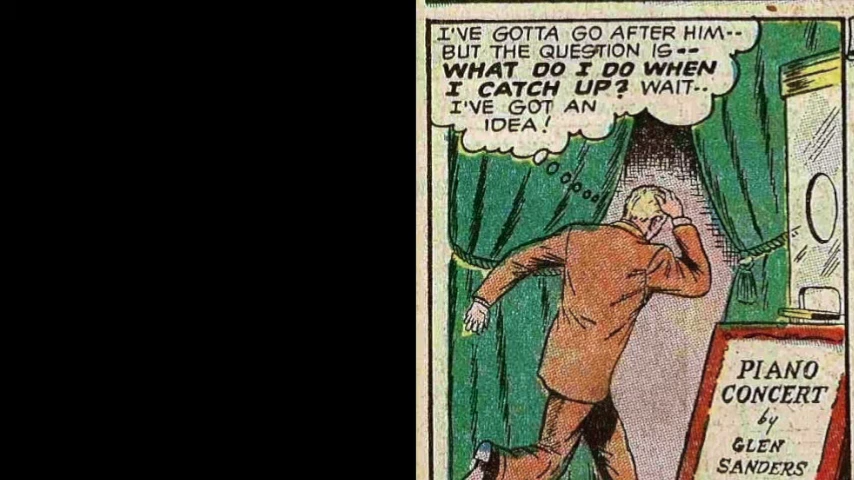 I'VE GOTTA GO AFTER HIM--
BUT THE QUESTION IS--
WHAT DO I DO WHEN
I CATCH UP? WAIT--
I'VE GOT AN
IDEA!
PIANO
CONCERT
by
GLEN
SANDERS